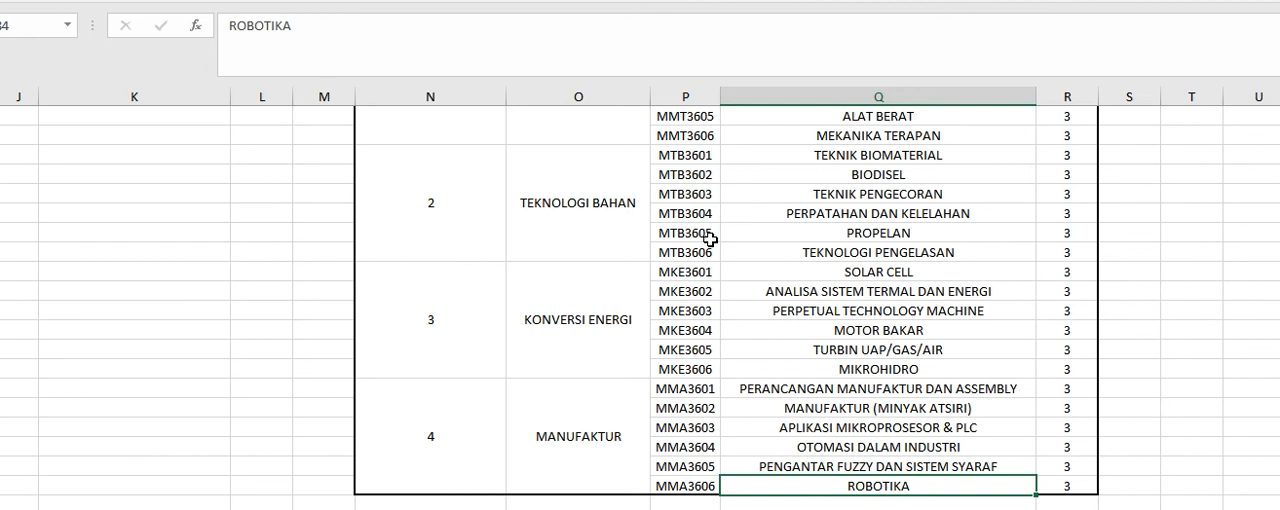 34
ROBOTIKA
J K L M N O P Q R S T U
MMT3605 ALAT BERAT 3
MMT3606 MEKANIKA TERAPAN 3
MTB3601 TEKNIK BIOMATERIAL 3
MTB3602 BIODISEL 3
MTB3603 TEKNIK PENGECORAN 3
2 TEKNOLOGI BAHAN
MTB3604 PERPATAHAN DAN KELELAHAN 3
MTB3605 PROPELAN 3
MTB3606 TEKNOLOGI PENGELASAN 3
MKE3601 SOLAR CELL 3
MKE3602 ANALISA SISTEM TERMAL DAN ENERGI 3
MKE3603 PERPETUAL TECHNOLOGY MACHINE 3
3 KONVERSI ENERGI
MKE3604 MOTOR BAKAR 3
MKE3605 TURBIN UAP/GAS/AIR 3
MKE3606 MIKROHIDRO 3
MMA3601 PERANCANGAN MANUFAKTUR DAN ASSEMBLY 3
MMA3602 MANUFAKTUR (MINYAK ATSIRI) 3
MMA3603 APLIKASI MIKROPROSESOR & PLC 3
4 MANUFAKTUR
MMA3604 OTOMASI DALAM INDUSTRI 3
MMA3605 PENGANTAR FUZZY DAN SISTEM SYARAF 3
MMA3606 ROBOTIKA 3